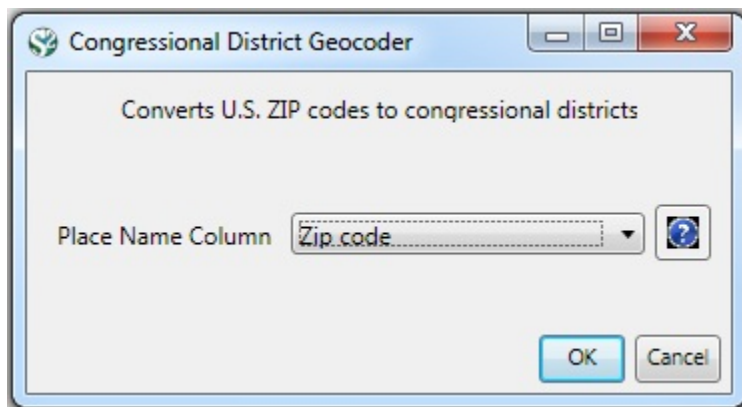 Congressional District Geocoder
Converts U.S. ZIP codes to congressional districts
Place Name Column Zip code
OK Cancel